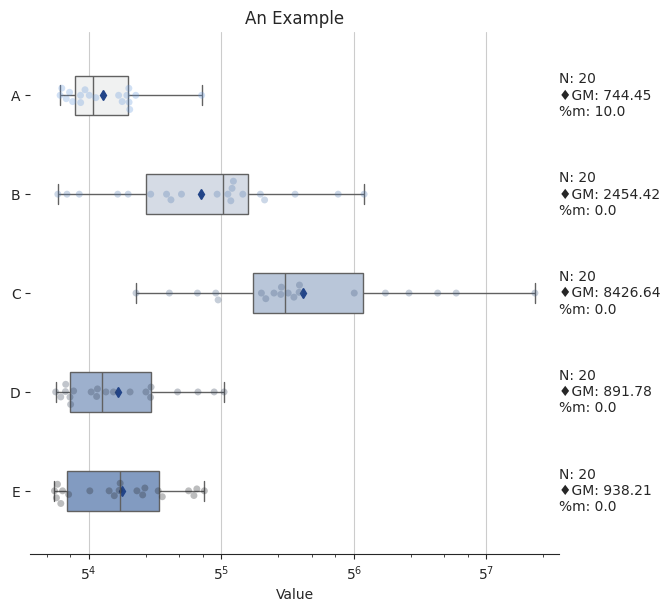 An Example
A
N: 20
♦GM: 744.45
%m: 10.0
B
N: 20
♦GM: 2454.42
%m: 0.0
C
N: 20
♦GM: 8426.64
%m: 0.0
D
N: 20
♦GM: 891.78
%m: 0.0
E
N: 20
♦GM: 938.21
%m: 0.0
5⁴ 5⁵ 5⁶ 5⁷
Value